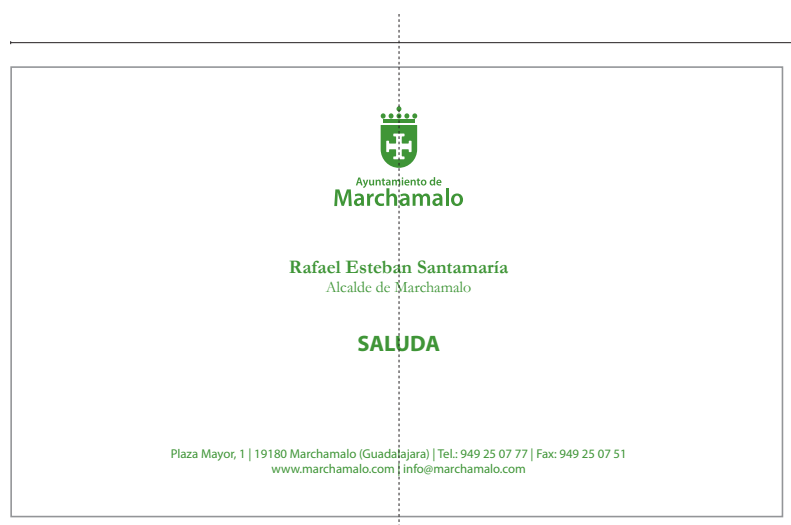 Ayuntamiento de
Marchamalo
Rafael Esteban Santamaría
Alcalde de Marchamalo
SALUDA
Plaza Mayor, 1 | 19180 Marchamalo (Guadalajara) | Tel.: 949 25 07 77 | Fax: 949 25 07 51
www.marchamalo.com | info@marchamalo.com